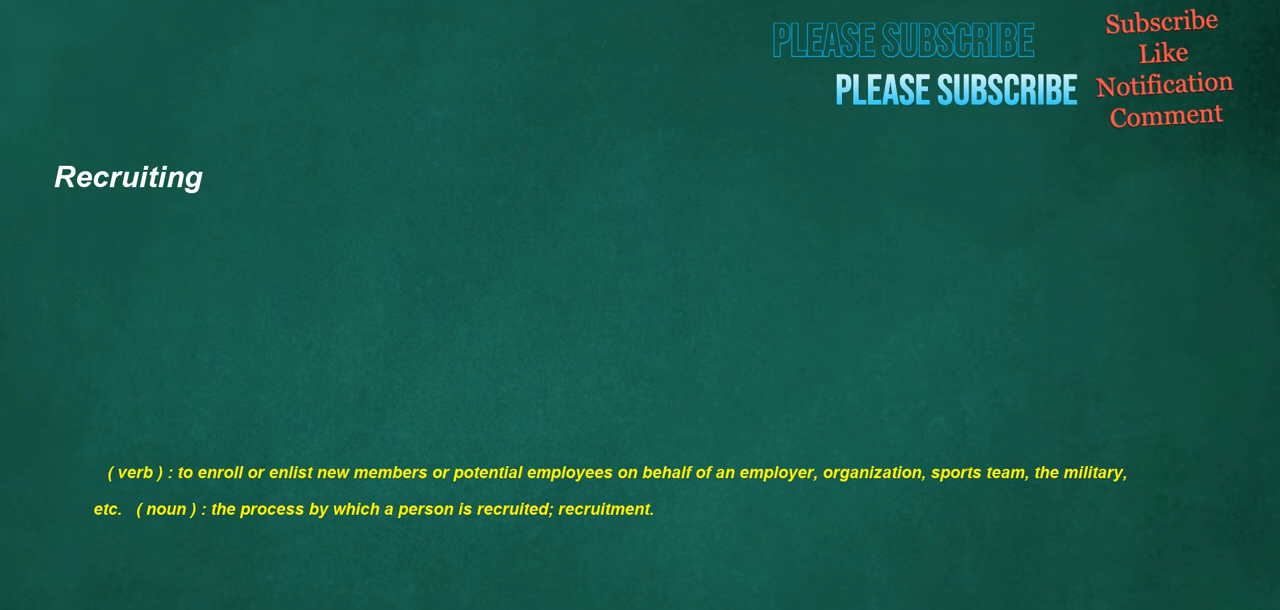 PLEASE SUBSCRIBE
PLEASE SUBSCRIBE
Subscribe
Like
Notification
Comment
Recruiting
( verb ) : to enroll or enlist new members or potential employees on behalf of an employer, organization, sports team, the military,
etc. ( noun ) : the process by which a person is recruited; recruitment.